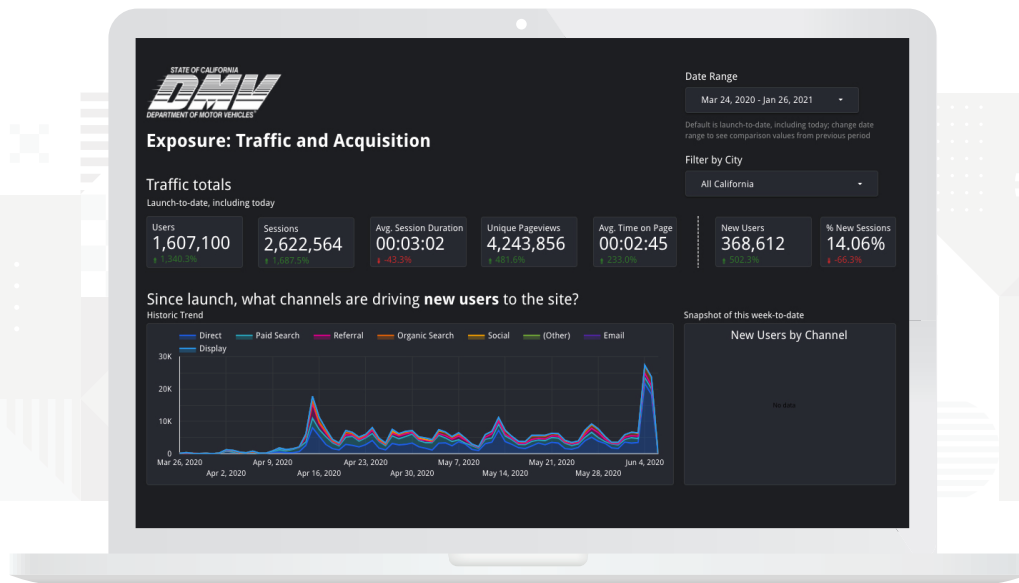 STATE OF CALIFORNIA
DMV
DEPARTMENT OF MOTOR VEHICLES
Exposure: Traffic and Acquisition
Date Range
Mar 24, 2020 - Jan 26, 2021
Default is launch-to-date, including today; change date
range to see comparison values from previous period
Filter by City
All California
Traffic totals
Launch-to-date, including today
Users
1,607,100
1,340.3%
Sessions
2,622,564
1,687.5%
Avg. Session Duration
00:03:02
-43.3%
Unique Pageviews
4,243,856
481.6%
Avg. Time on Page
00:02:45
233.0%
New Users
368,612
502.3%
% New Sessions
14.06%
-66.3%
Since launch, what channels are driving new users to the site?
Historic Trend
Direct Paid Search Referral Organic Search Social (Other) Email
Display
30K
20K
10K
0
Mar 26, 2020 Apr 9, 2020 Apr 23, 2020 May 7, 2020 May 21, 2020 Jun 4, 2020
Apr 2, 2020 Apr 16, 2020 Apr 30, 2020 May 14, 2020 May 28, 2020
Snapshot of this week-to-date
New Users by Channel
No data